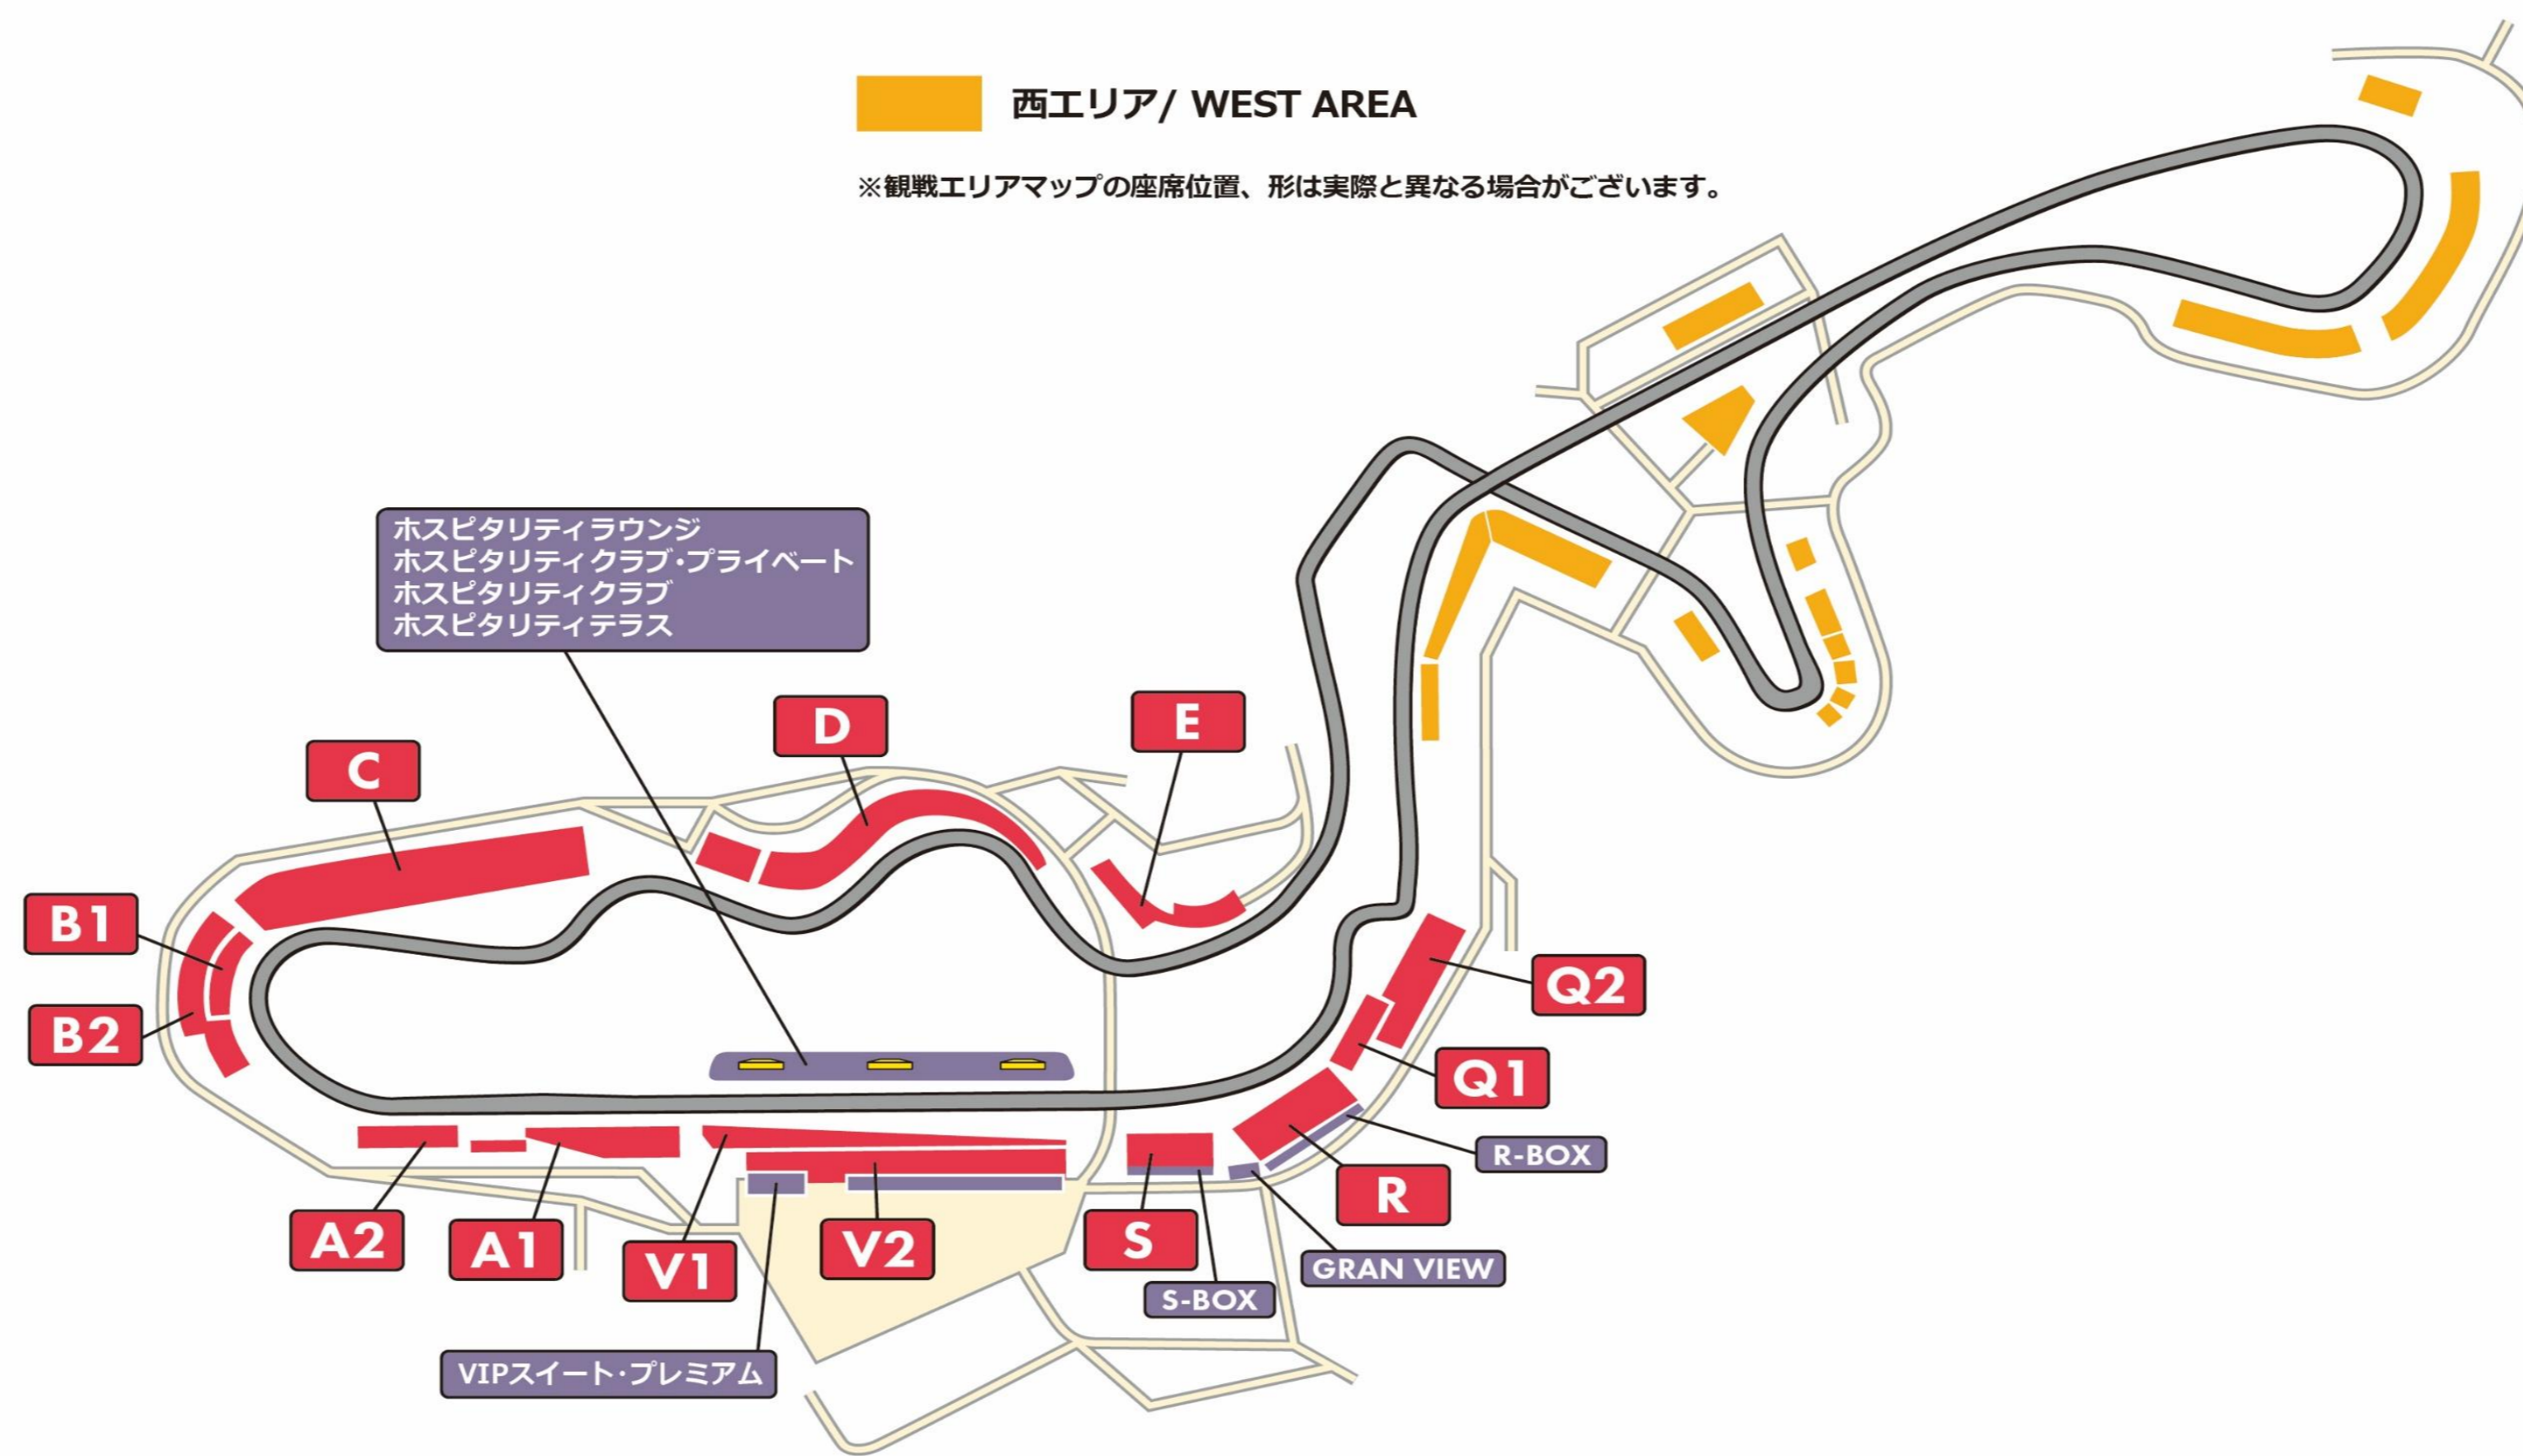 西エリア/ WEST AREA
※観戦エリアマップの座席位置、形は実際と異なる場合がございます。
ホスピタリティラウンジ
ホスピタリティクラブ･プライベート
ホスピタリティクラブ
ホスピタリティテラス
D
E
C
B1
B2
Q2
Q1
R-BOX
R
A2
A1
V1
V2
S
GRAN VIEW
S-BOX
VIPスイート･プレミアム